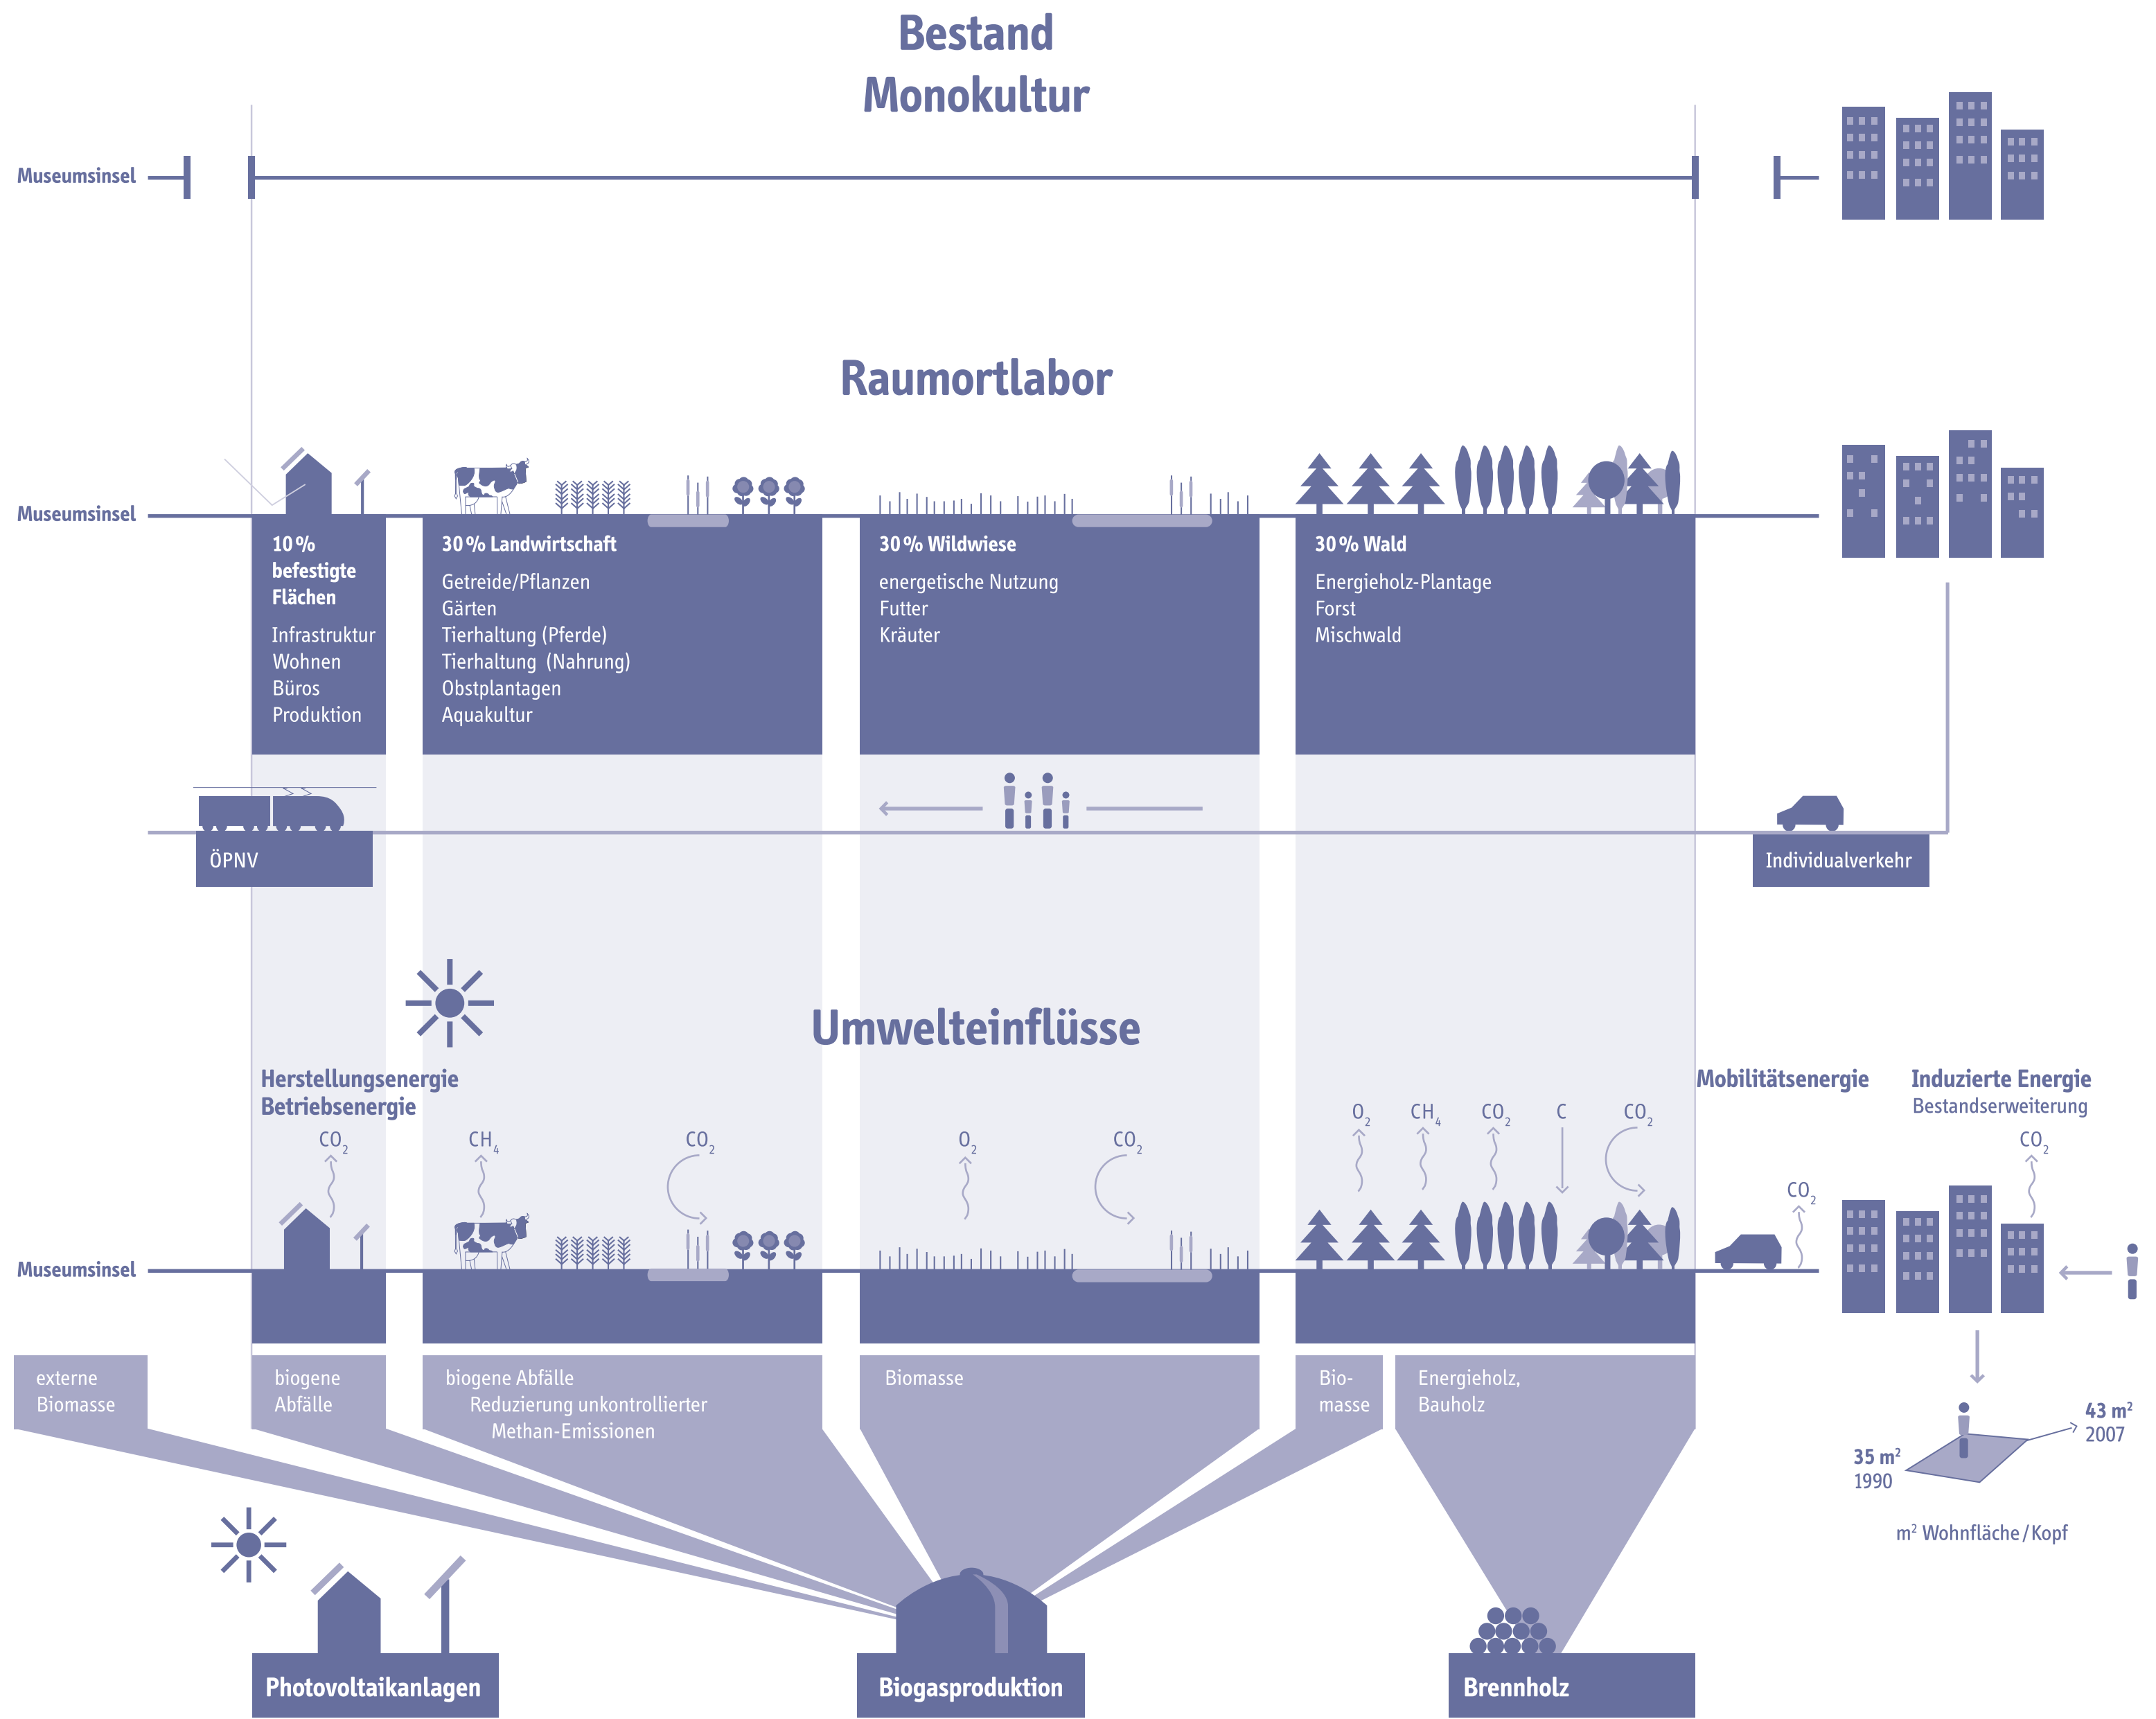 Bestand
Monokultur
Museumsinsel
Raumortlabor
Museumsinsel
10 %
befestigte
Flächen
Infrastruktur
Wohnen
Büros
Produktion
30 % Landwirtschaft
Getreide/Pflanzen
Gärten
Tierhaltung (Pferde)
Tierhaltung (Nahrung)
Obstplantagen
Aquakultur
30 % Wildwiese
energetische Nutzung
Futter
Kräuter
30 % Wald
Energieholz-Plantage
Forst
Mischwald
ÖPNV
Individualverkehr
Umwelteinflüsse
Herstellungsenergie
Betriebsenergie
Mobilitätsenergie
Induzierte Energie
Bestandserweiterung
CO₂
CH₄
CO₂
O₂
CO₂
O₂
CH₄
CO₂
C
CO₂
CO₂
CO₂
Museumsinsel
externe
Biomasse
biogene
Abfälle
biogene Abfälle
Reduzierung unkontrollierter
Methan-Emissionen
Biomasse
Bio-
masse
Energieholz,
Bauholz
43 m²
2007
35 m²
1990
m² Wohnfläche / Kopf
Photovoltaikanlagen
Biogasproduktion
Brennholz